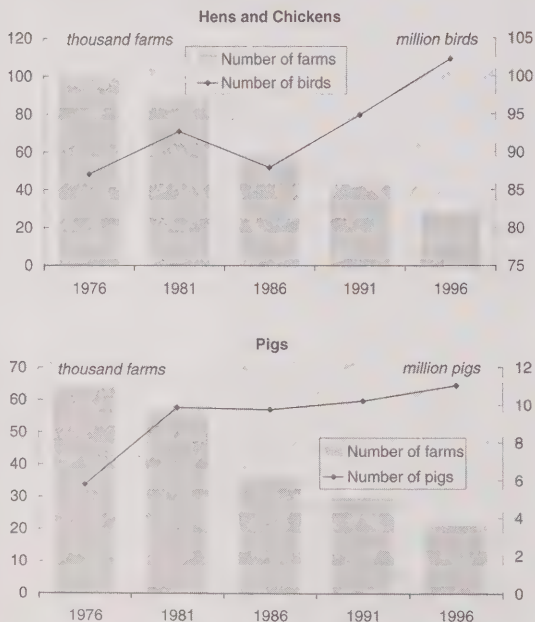 Hens and Chickens
120 thousand farms million birds 105
Number of farms
100 100
Number of birds
80 95
60 90
40 85
20 80
0 75
1976 1981 1986 1991 1996
Pigs
70 12
thousand farms million pigs
60 10
50 Number of farms 8
40 Number of pigs
6
30
4
20
10 2
0 0
1976 1981 1986 1991 1996